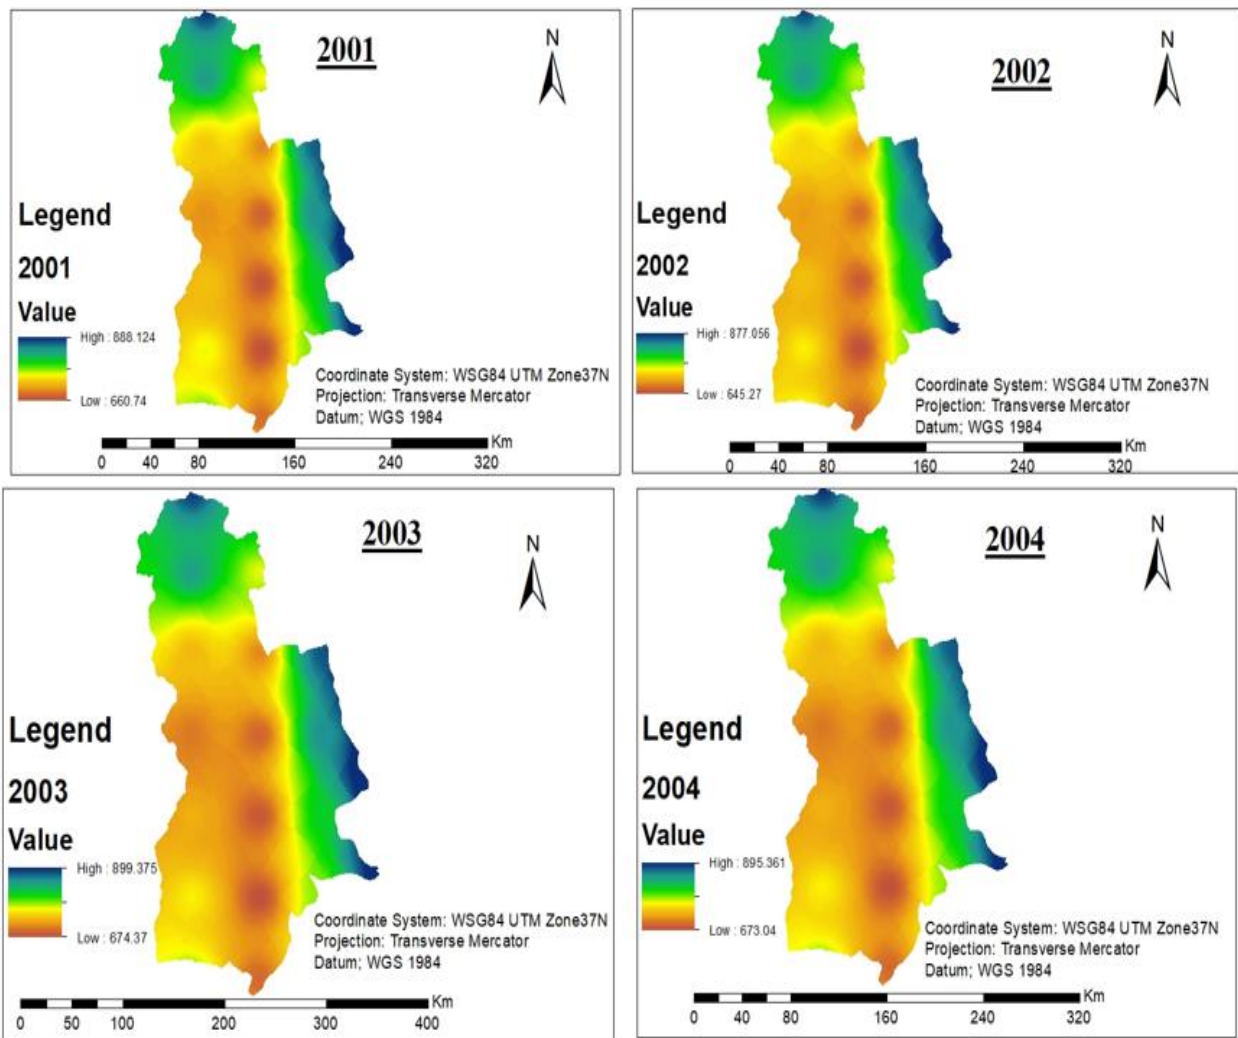 2001
N
Legend
2001
Value
High : 888.124
Low : 660.74
Coordinate System: WSG84 UTM Zone37N
Projection: Transverse Mercator
Datum; WGS 1984
Km
0 40 80 160 240 320
2002
N
Legend
2002
Value
High : 877.056
Low : 645.27
Coordinate System: WSG84 UTM Zone37N
Projection: Transverse Mercator
Datum; WGS 1984
Km
0 40 80 160 240 320
2003
N
Legend
2003
Value
High : 899.375
Low : 674.37
Coordinate System: WSG84 UTM Zone37N
Projection: Transverse Mercator
Datum; WGS 1984
Km
0 50 100 200 300 400
2004
N
Legend
2004
Value
High : 895.361
Low : 673.04
Coordinate System: WSG84 UTM Zone37N
Projection: Transverse Mercator
Datum; WGS 1984
Km
0 40 80 160 240 320